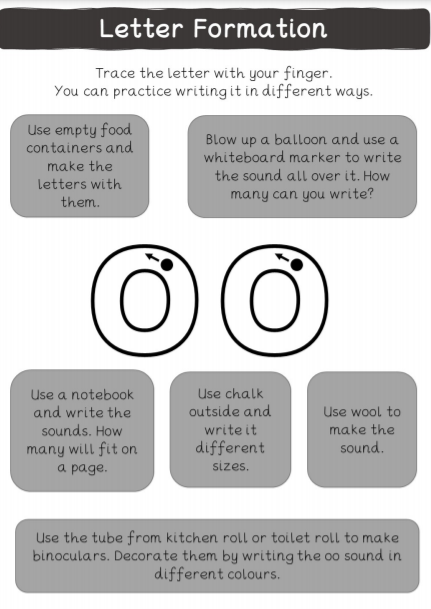 Letter Formation
Trace the letter with your finger.
You can practice writing it in different ways.
Use empty food
containers and
make the
letters with
them.
Blow up a balloon and use a
whiteboard marker to write
the sound all over it. How
many can you write?
oo
Use a notebook
and write the
sounds. How
many will fit on
a page.
Use chalk
outside and
write it
different
sizes.
Use wool to
make the
sound.
Use the tube from kitchen roll or toilet roll to make
binoculars. Decorate them by writing the oo sound in
different colours.